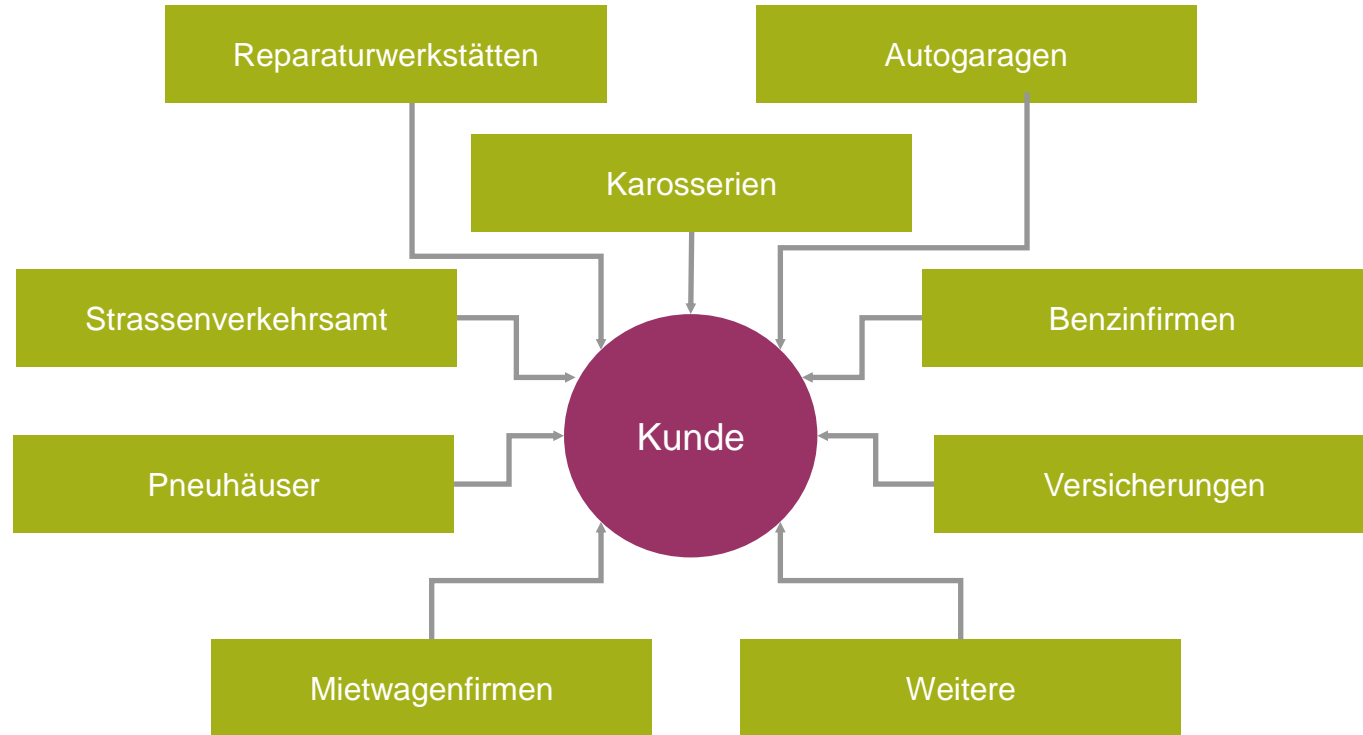 Reparaturwerkstätten
Autogaragen
Karosserien
Strassenverkehrsamt
Benzinfirmen
Kunde
Pneuhäuser
Versicherungen
Mietwagenfirmen
Weitere